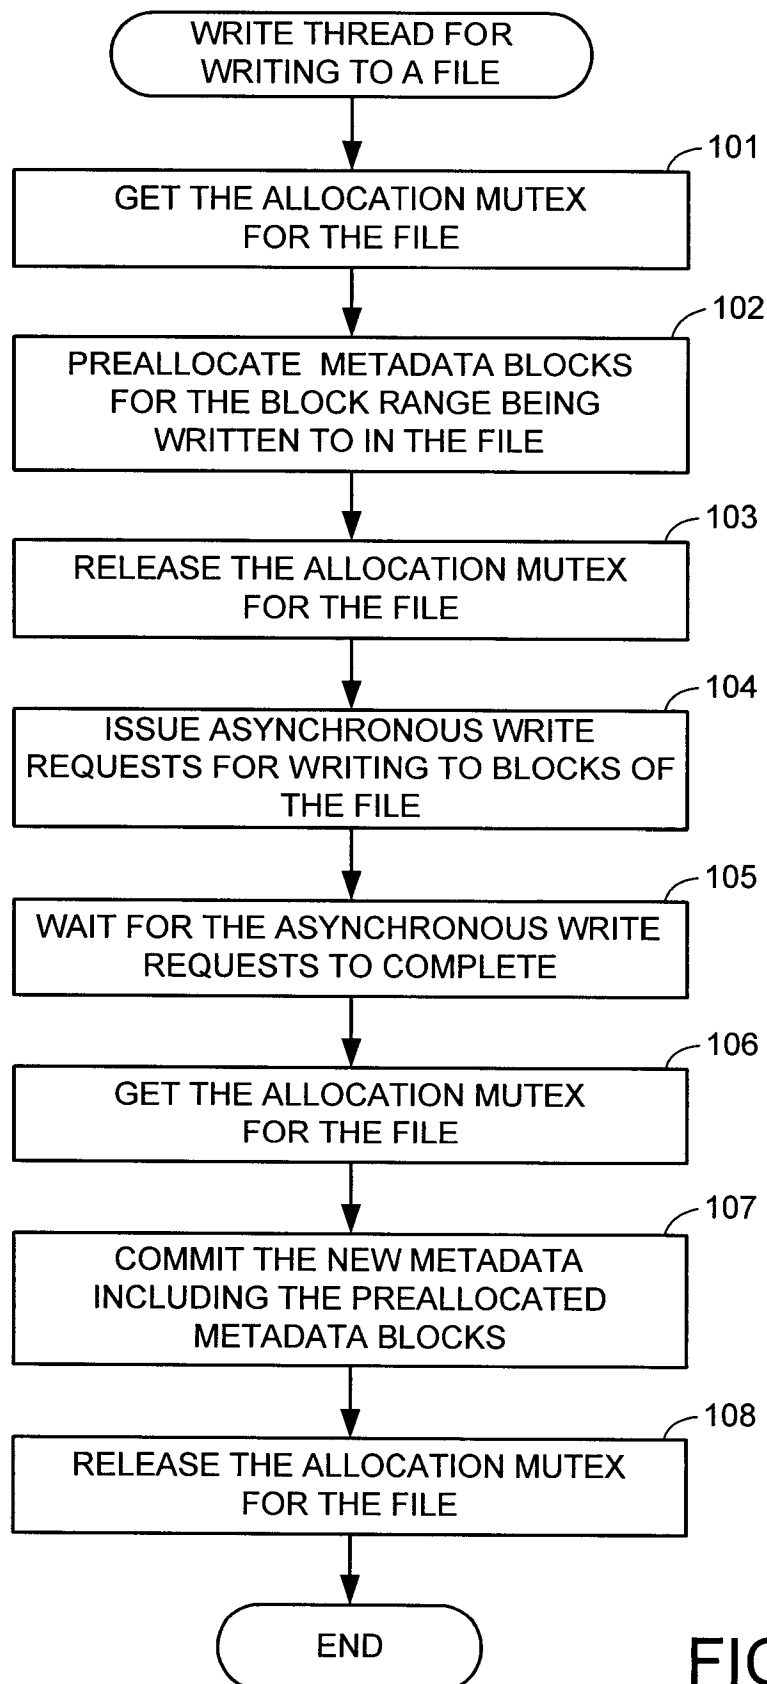 WRITE THREAD FOR
WRITING TO A FILE
101
GET THE ALLOCATION MUTEX
FOR THE FILE
102
PREALLOCATE METADATA BLOCKS
FOR THE BLOCK RANGE BEING
WRITTEN TO IN THE FILE
103
RELEASE THE ALLOCATION MUTEX
FOR THE FILE
104
ISSUE ASYNCHRONOUS WRITE
REQUESTS FOR WRITING TO BLOCKS OF
THE FILE
105
WAIT FOR THE ASYNCHRONOUS WRITE
REQUESTS TO COMPLETE
106
GET THE ALLOCATION MUTEX
FOR THE FILE
107
COMMIT THE NEW METADATA
INCLUDING THE PREALLOCATED
METADATA BLOCKS
108
RELEASE THE ALLOCATION MUTEX
FOR THE FILE
END